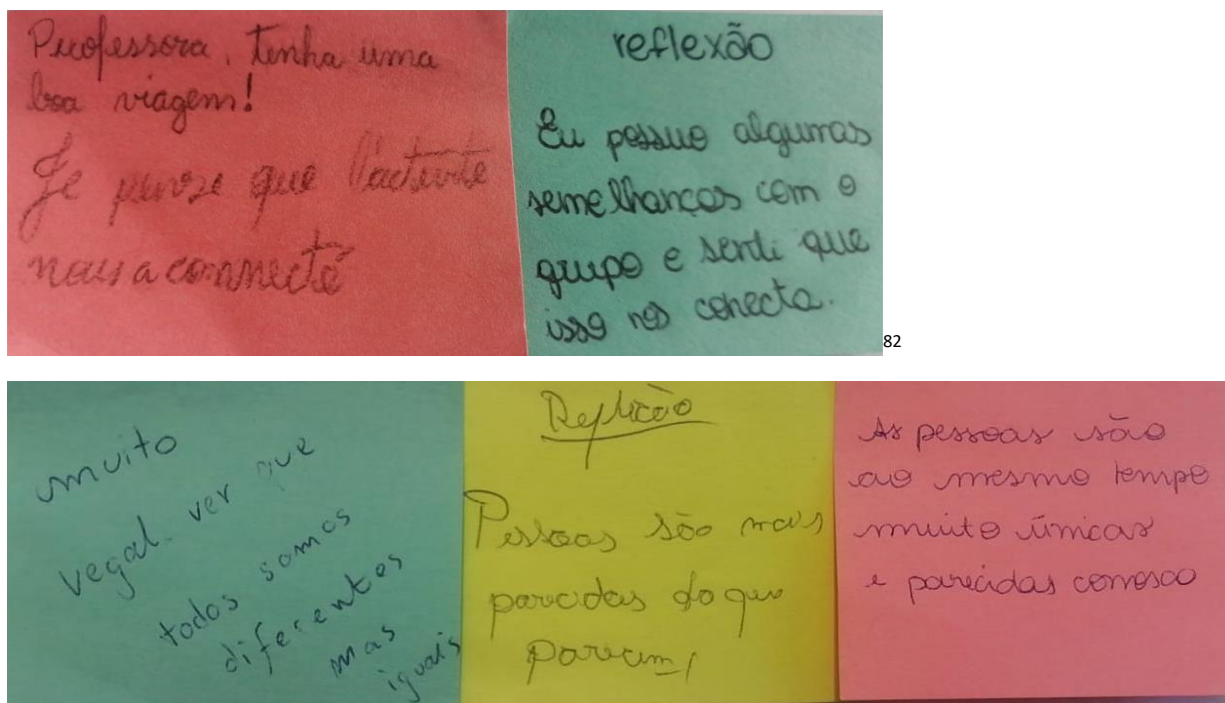 Professora, tenha uma
boa viagem!
Je pense que l'activité
nous a connecté
reflexão
Eu possuo algumas
semelhanças com o
grupo e senti que
isso nos conecta.
82
muito
vegal ver que
todos somos
diferentes
mas
iguais
Reflexão
Pessoas são mais
parecidas do que
parecem!
As pessoas são
ao mesmo tempo
muito únicas
e parecidas conosco